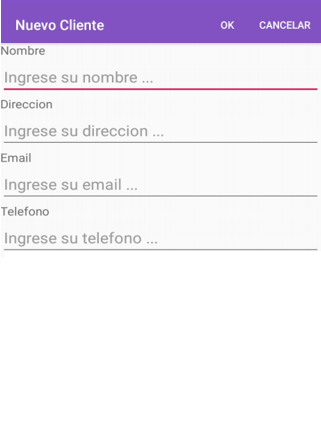 Nuevo Cliente OK CANCELAR
Nombre
Ingrese su nombre ...
Direccion
Ingrese su direccion ...
Email
Ingrese su email ...
Telefono
Ingrese su telefono ...